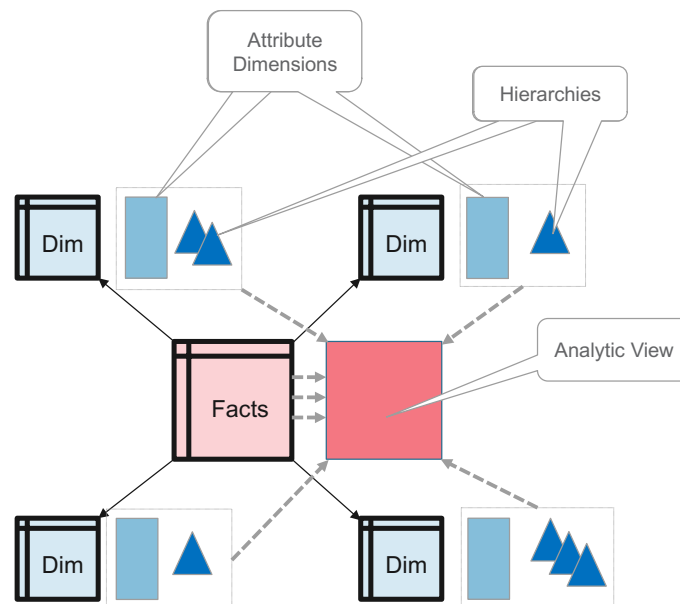 Attribute
Dimensions
Hierarchies
Dim
Dim
Analytic View
Facts
Dim
Dim